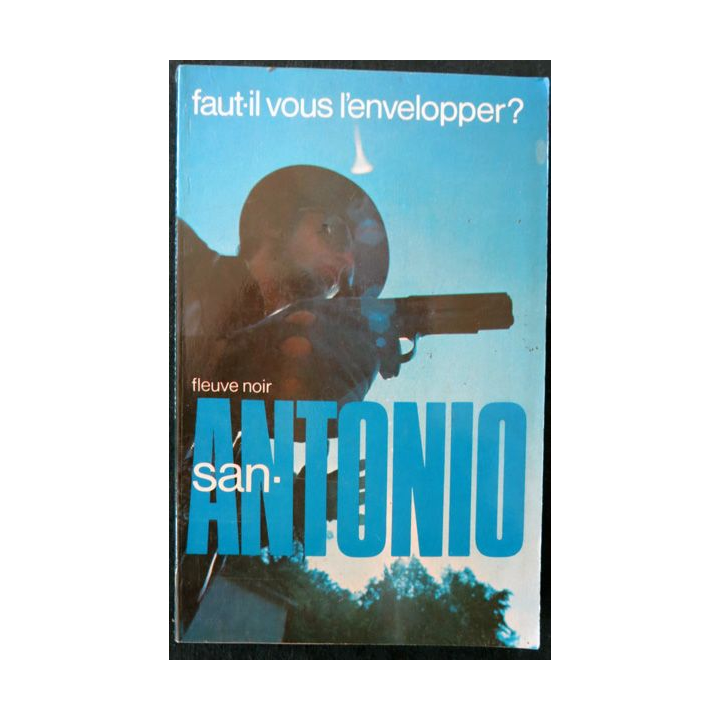 faut-il vous l'envelopper?
fleuve noir
san-
ANTONIO